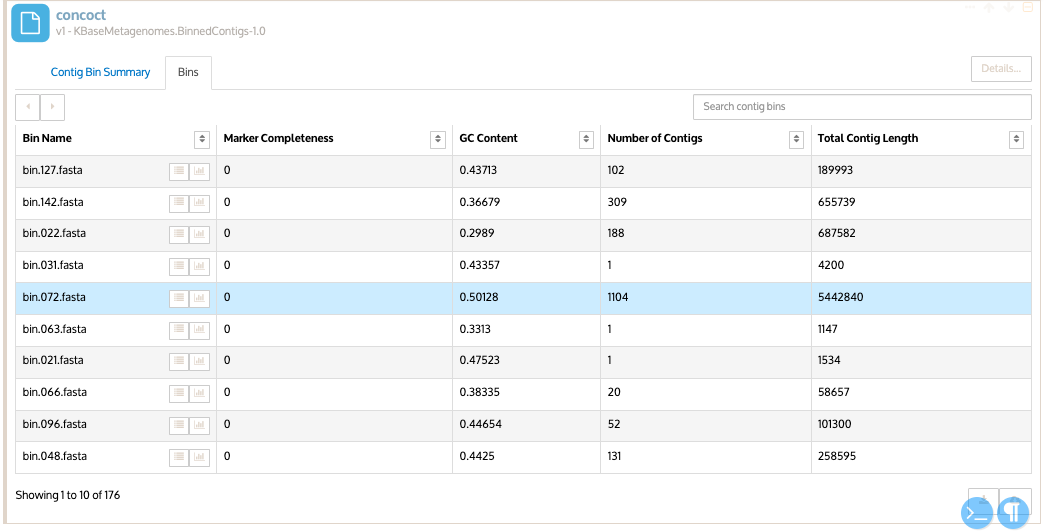 concoct
v1 - KBaseMetagenomes.BinnedContigs-1.0
Contig Bin Summary Bins Details...
Search contig bins
Bin Name Marker Completeness GC Content Number of Contigs Total Contig Length
bin.127.fasta 0 0.43713 102 189993
bin.142.fasta 0 0.36679 309 655739
bin.022.fasta 0 0.2989 188 687582
bin.031.fasta 0 0.43357 1 4200
bin.072.fasta 0 0.50128 1104 5442840
bin.063.fasta 0 0.3313 1 1147
bin.021.fasta 0 0.47523 1 1534
bin.066.fasta 0 0.38335 20 58657
bin.096.fasta 0 0.44654 52 101300
bin.048.fasta 0 0.4425 131 258595
Showing 1 to 10 of 176